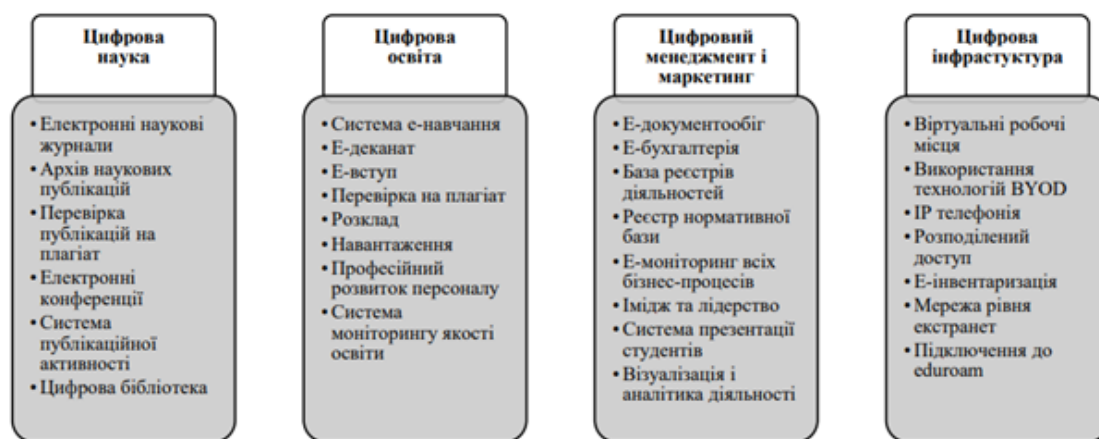 Цифрова
наука
• Електронні наукові
журнали
• Архів наукових
публікацій
• Перевірка
публікацій на
плагіат
• Електронні
конференції
• Система
публікаційної
активності
• Цифрова бібліотека
Цифрова
освіта
• Система е-навчання
• Е-деканат
• Е-вступ
• Перевірка на плагіат
• Розклад
• Навантаження
• Професійний
розвиток персоналу
• Система
моніторингу якості
освіти
Цифровий
менеджмент і
маркетинг
• Е-документообіг
• Е-бухгалтерія
• База реєстрів
діяльностей
• Реєстр нормативної
бази
• Е-моніторинг всіх
бізнес-процесів
• Імідж та лідерство
• Система презентації
студентів
• Візуалізація і
аналітика діяльності
Цифрова
інфрастуктура
• Віртуальні робочі
місця
• Використання
технологій BYOD
• IP телефонія
• Розподілений
доступ
• Е-інвентаризація
• Мережа рівня
екстранет
• Підключення до
eduroam